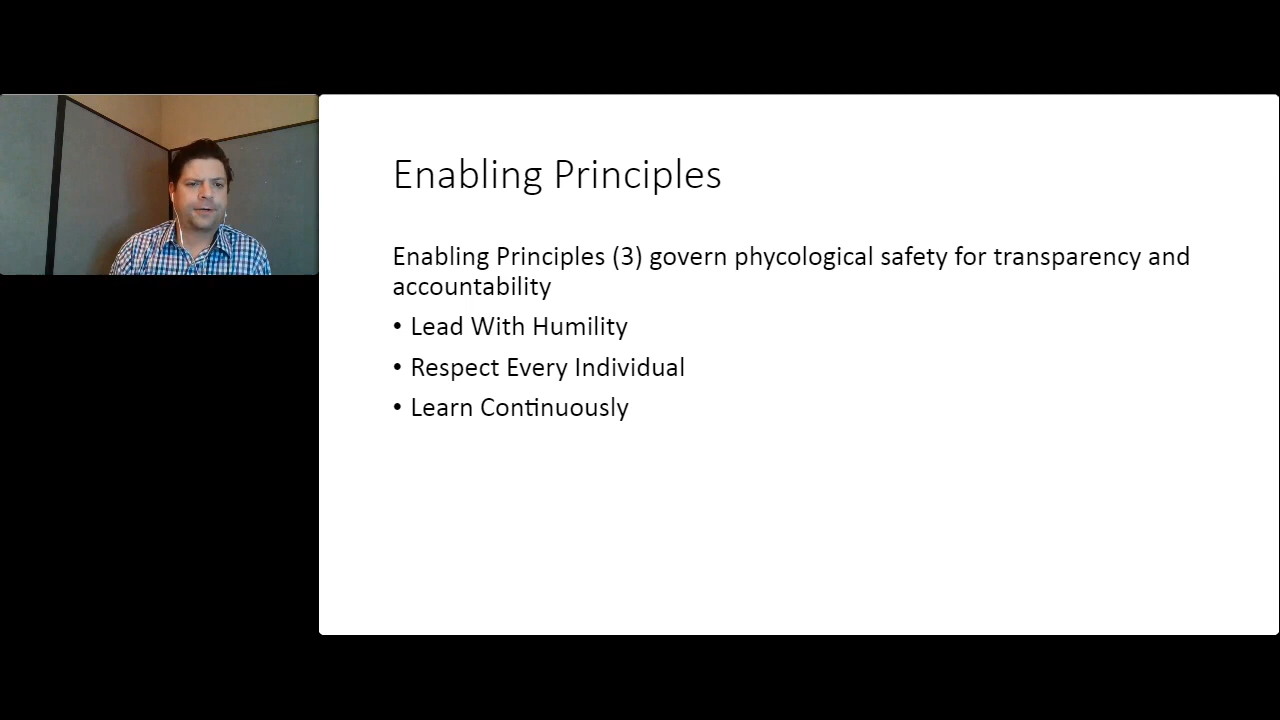 Enabling Principles
Enabling Principles (3) govern phycological safety for transparency and
accountability
• Lead With Humility
• Respect Every Individual
• Learn Continuously